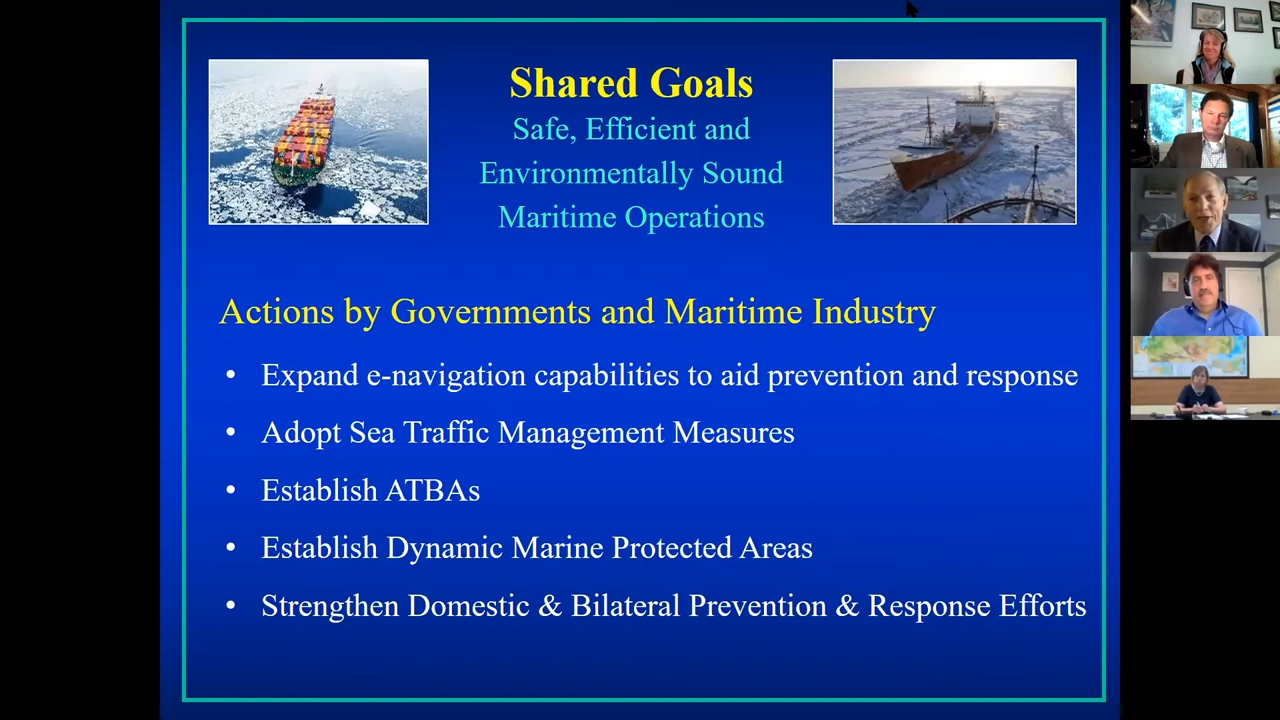 Shared Goals
Safe, Efficient and
Environmentally Sound
Maritime Operations
Actions by Governments and Maritime Industry
• Expand e-navigation capabilities to aid prevention and response
• Adopt Sea Traffic Management Measures
• Establish ATBAs
• Establish Dynamic Marine Protected Areas
• Strengthen Domestic & Bilateral Prevention & Response Efforts